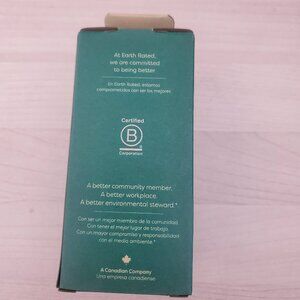 At Earth Rated,
we are committed
to being better
En Earth Rated, estamos
comprometidos con ser los mejores
Certified
B
Corporation
A better community member.
A better workplace.
A better environmental steward.*
Con ser un mejor miembro de la comunidad.
Con tener el mejor lugar de trabajo.
Con un mayor compromiso y responsabilidad
con el medio ambiente.*
A Canadian Company
Una empresa canadiense